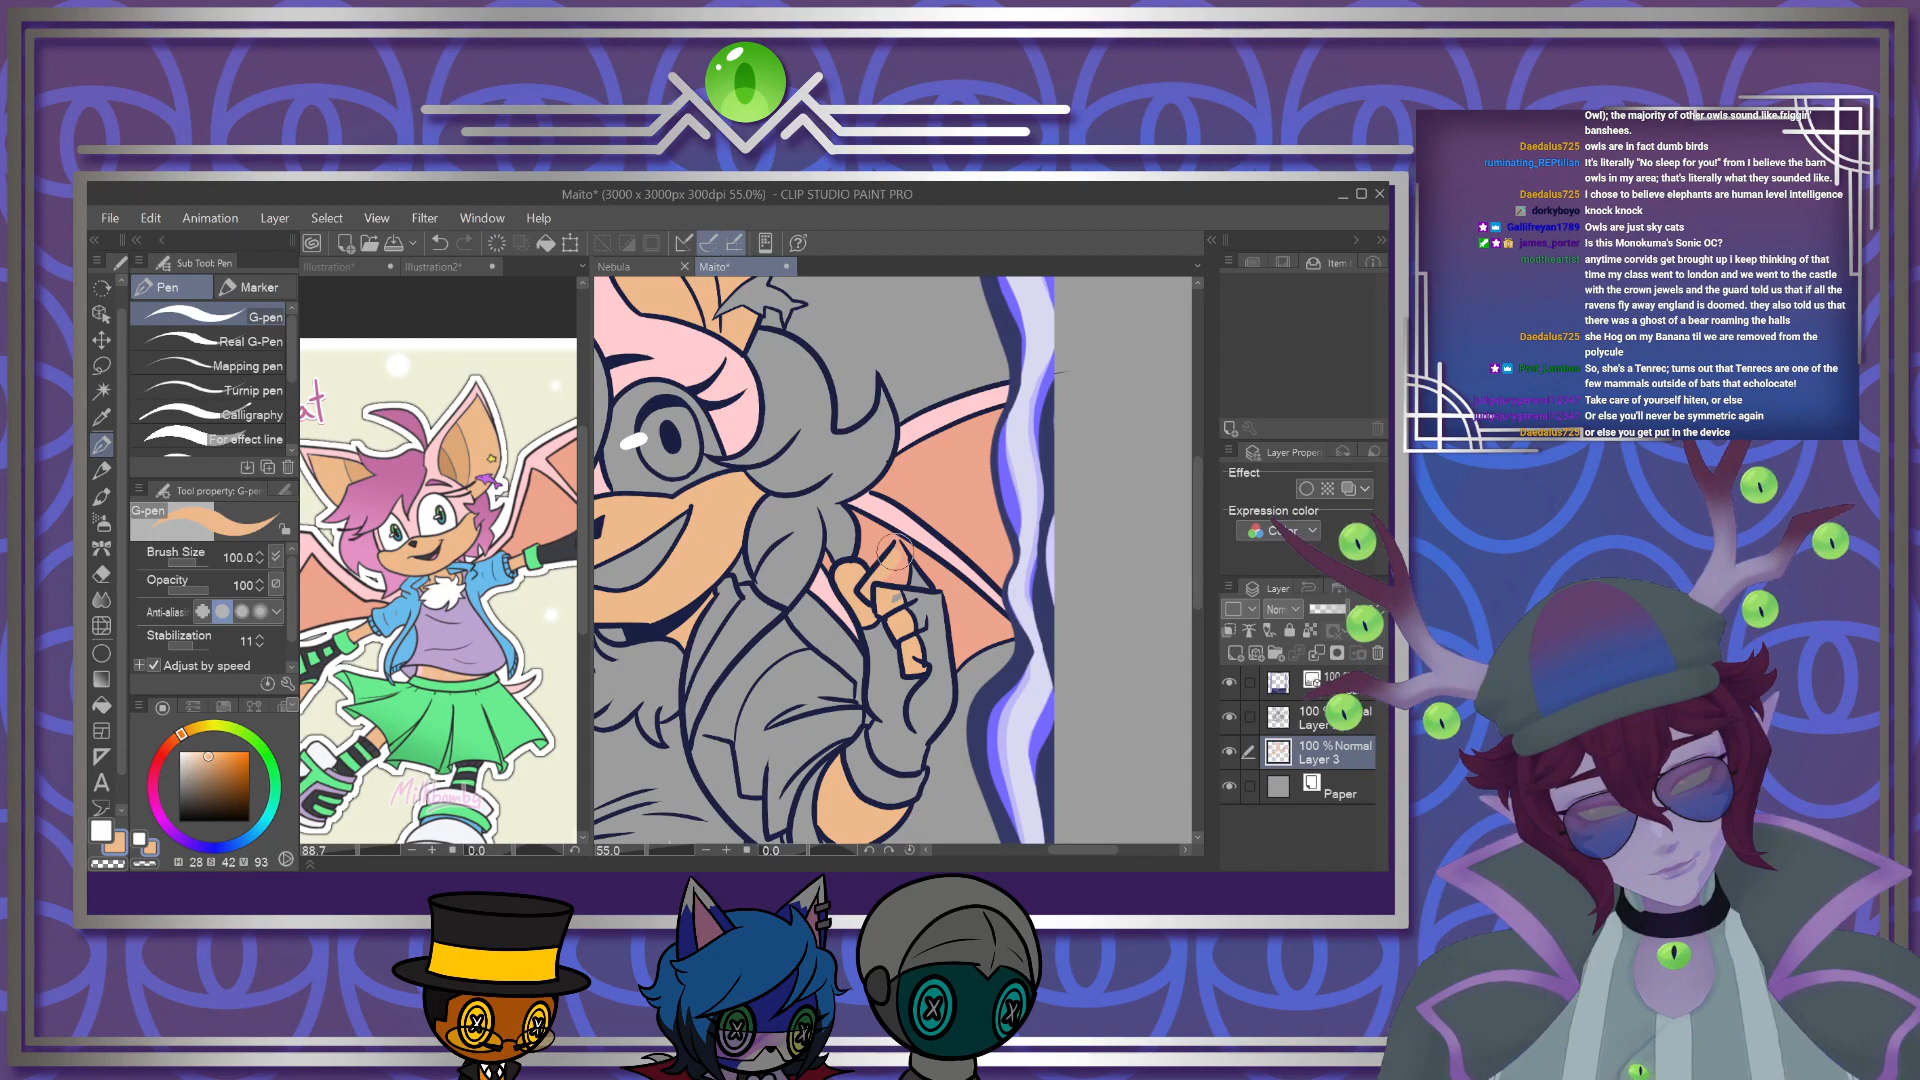 Maito* (3000 x 3000px 300dpi 55.0%) - CLIP STUDIO PAINT PRO
File Edit Animation Layer Select View Filter Window Help
Sub Tool: Pen
Illustration*
Illustration2*
Nebula
Maito*
Item
Pen
Marker
G-pen
Real G-Pen
Mapping pen
Turnip pen
Calligraphy
For effect line
Tool property: G-pen
G-pen
Brush Size 100.0
Opacity 100
Anti-alias
Stabilization 11
Adjust by speed
H 28 S 42 V 93
at
88.7
0.0
55.0
0.0
Layer Propert
Effect
Expression color
Layer
100 % Normal
Layer 3
Paper
Owl); the majority of other owls sound like friggin'
banshees.
Daedalus725 owls are in fact dumb birds
ruminating_REPtilian It's literally "No sleep for you!" from I believe the barn
owls in my area; that's literally what they sounded like.
Daedalus725 I chose to believe elephants are human level intelligence
dorkyboyo knock knock
Gallifreyan1789 Owls are just sky cats
james_porter Is this Monokuma's Sonic OC?
modtheartist anytime corvids get brought up i keep thinking of that
time my class went to london and we went to the castle
with the crown jewels and the guard told us that if all the
ravens fly away england is doomed. they also told us that
there was a ghost of a bear roaming the halls
Daedalus725 she Hog on my Banana til we are removed from the
polycule
So, she's a Tenrec; turns out that Tenrecs are one of the
few mammals outside of bats that echolocate!
Take care of yourself hiten, or else
Or else you'll never be symmetric again
Daedalus725 or else you get put in the device